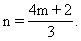 n = (4m + 2)/3.